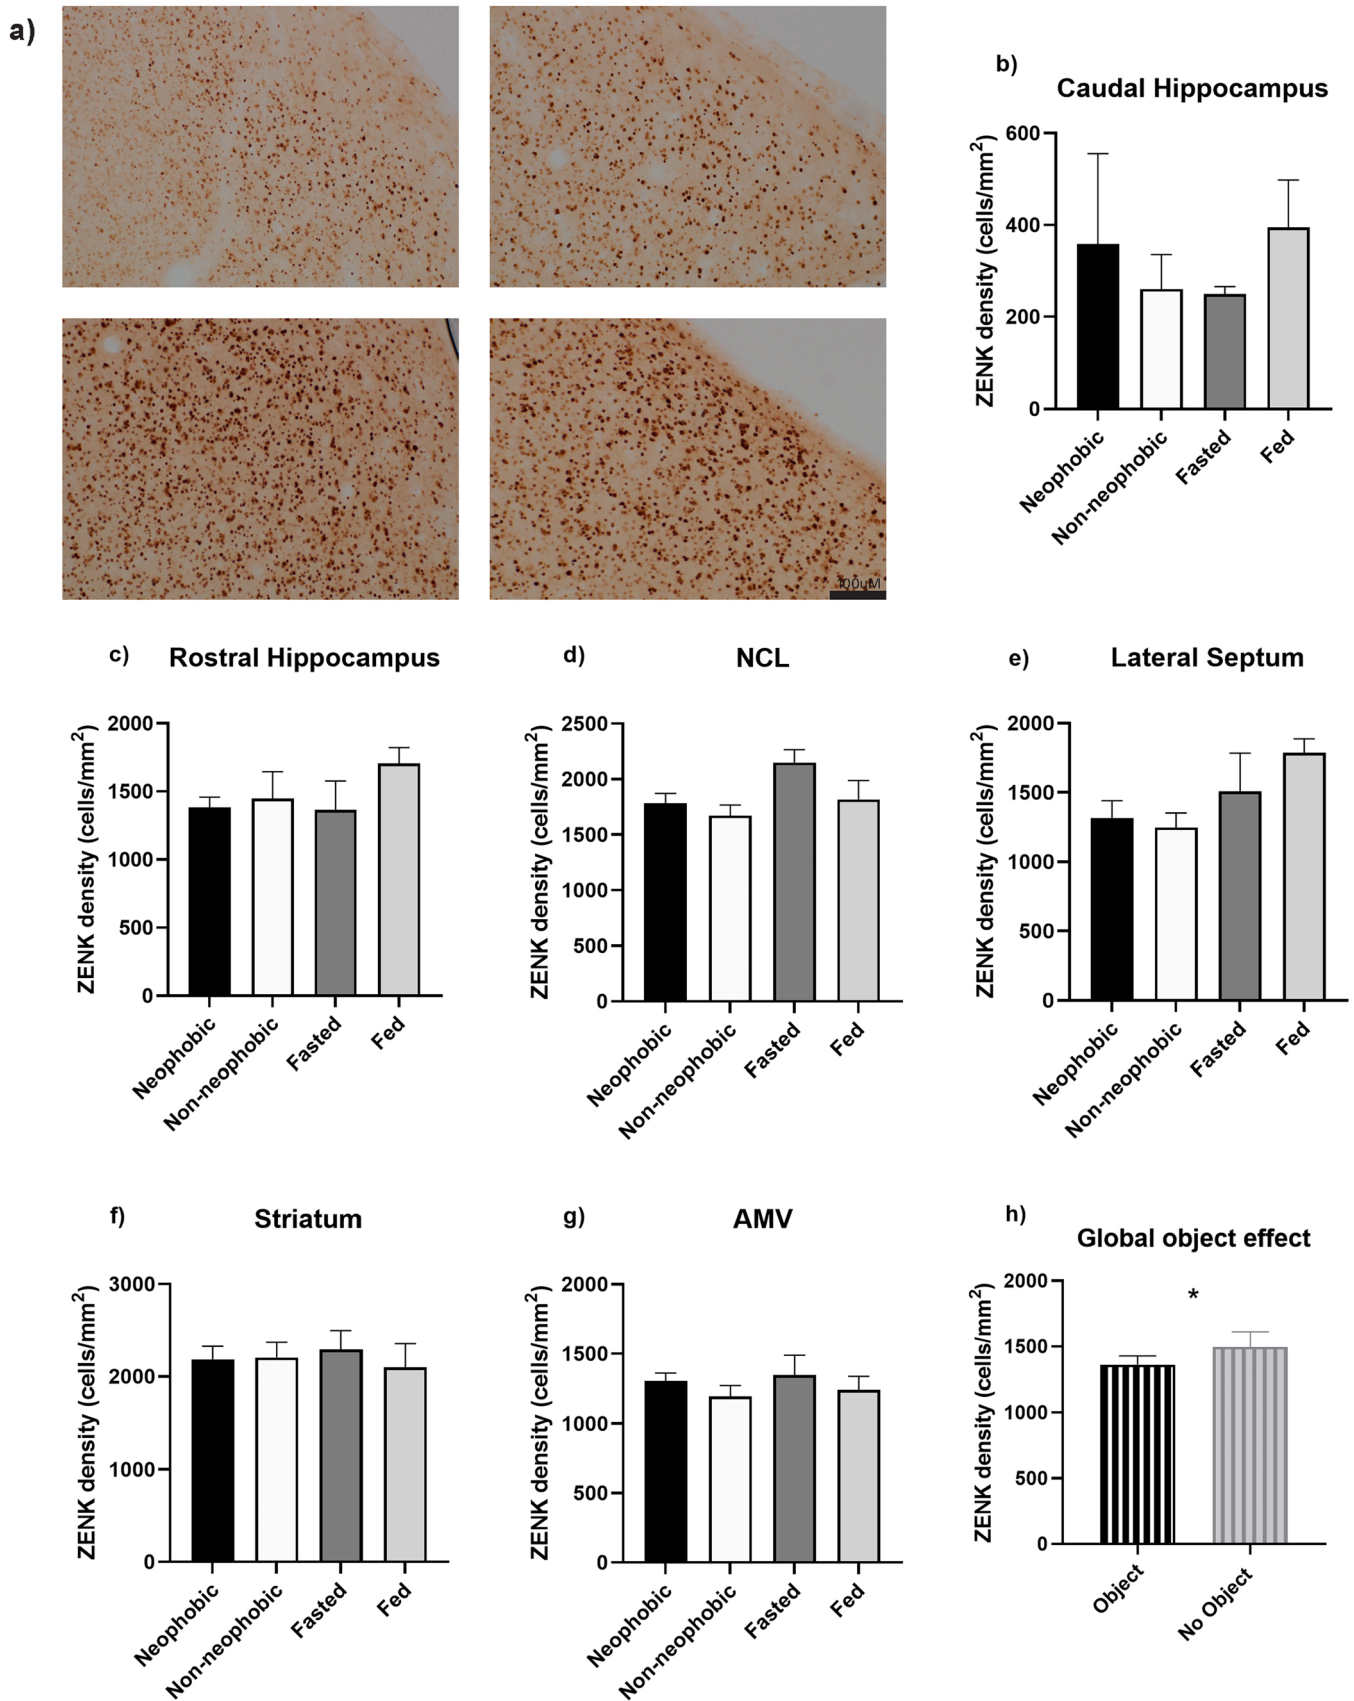 a)
100µM
b)
Caudal Hippocampus
ZENK density (cells/mm²)
600
400
200
0
Neophobic
Non-neophobic
Fasted
Fed
c)
Rostral Hippocampus
ZENK density (cells/mm²)
2000
1500
1000
500
0
Neophobic
Non-neophobic
Fasted
Fed
d)
NCL
ZENK density (cells/mm²)
2500
2000
1500
1000
500
0
Neophobic
Non-neophobic
Fasted
Fed
e)
Lateral Septum
ZENK density (cells/mm²)
2000
1500
1000
500
0
Neophobic
Non-neophobic
Fasted
Fed
f)
Striatum
ZENK density (cells/mm²)
3000
2000
1000
0
Neophobic
Non-neophobic
Fasted
Fed
g)
AMV
ZENK density (cells/mm²)
2000
1500
1000
500
0
Neophobic
Non-neophobic
Fasted
Fed
h)
Global object effect
ZENK density (cells/mm²)
2000
1500
1000
500
0
*
Object
No Object